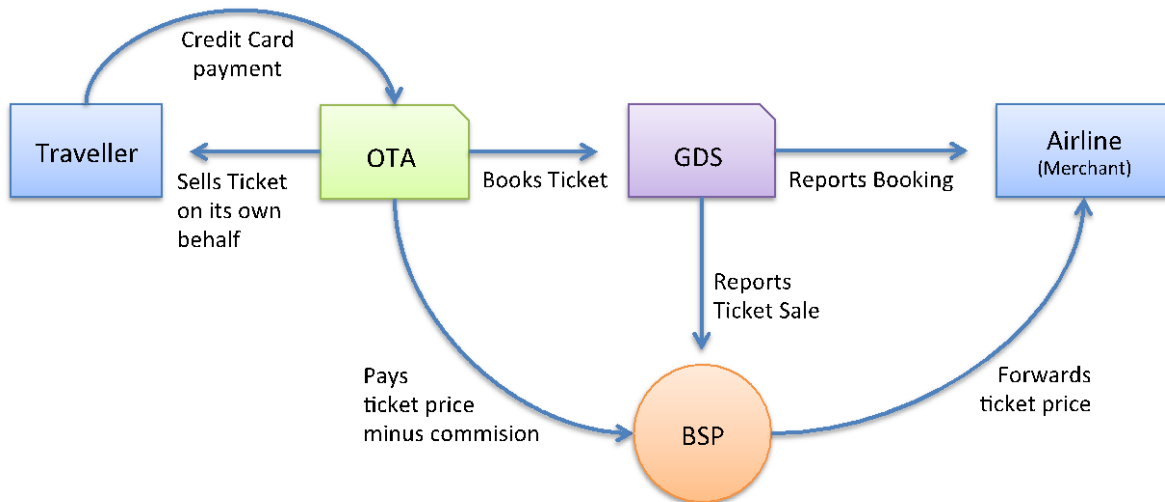 Credit Card
payment
Traveller
OTA
GDS
Airline
(Merchant)
Sells Ticket
on its own
behalf
Books Ticket
Reports Booking
Reports
Ticket Sale
Pays
ticket price
minus commision
BSP
Forwards
ticket price